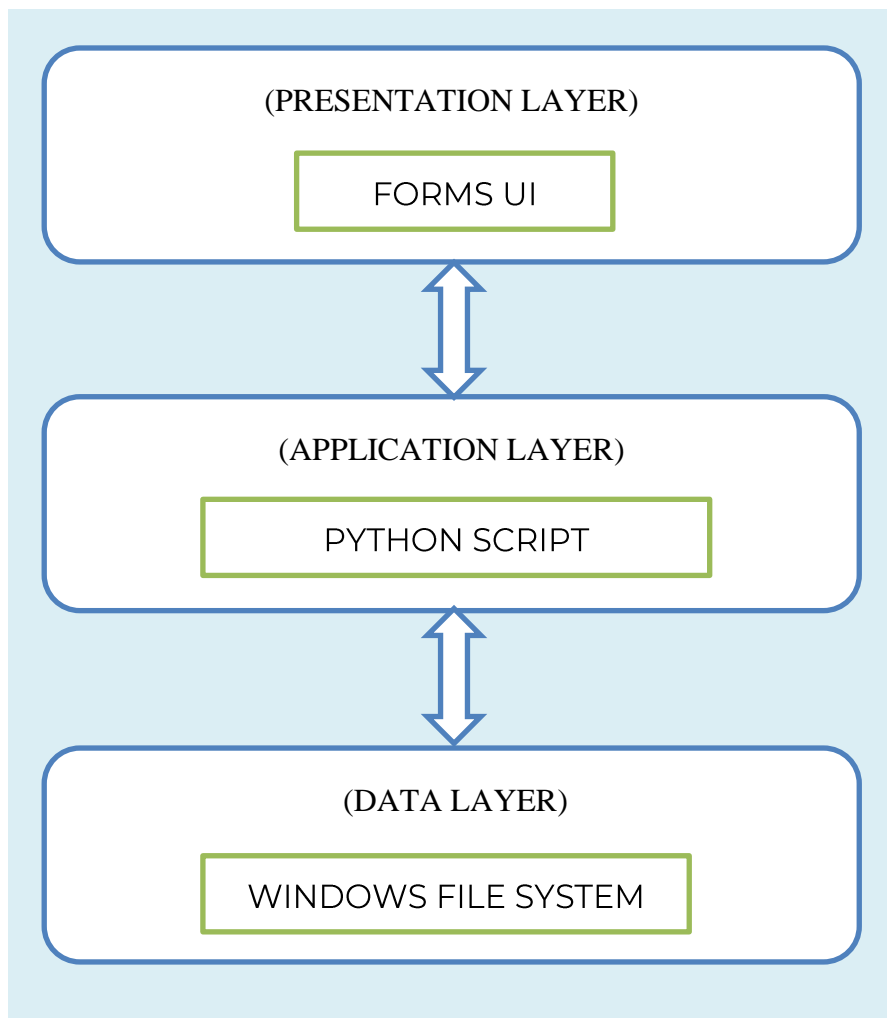 (PRESENTATION LAYER)
FORMS UI
(APPLICATION LAYER)
PYTHON SCRIPT
(DATA LAYER)
WINDOWS FILE SYSTEM